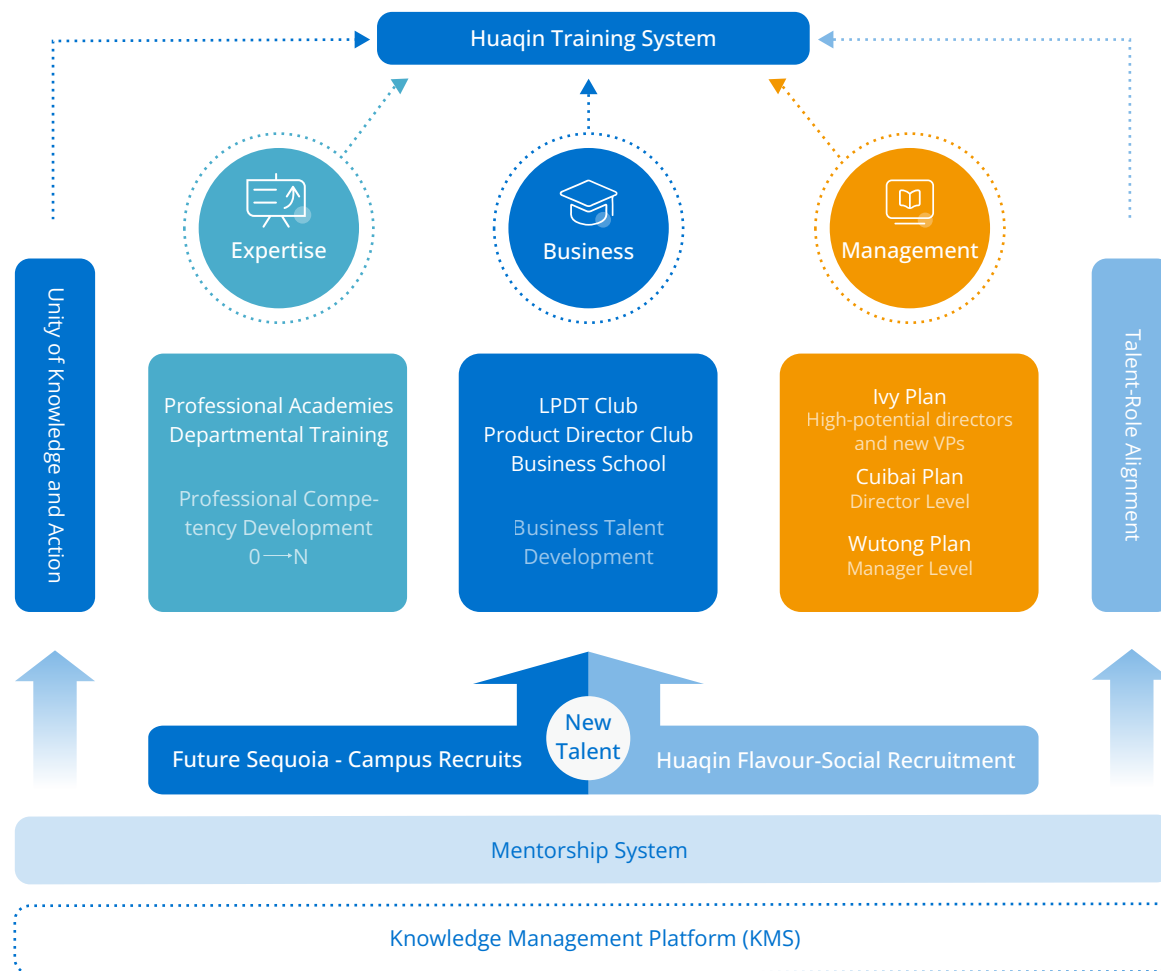 Huaqin Training System
Expertise
Business
Management
Unity of Knowledge and Action
Professional Academies
Departmental Training
Professional Compe-
tency Development
0→N
LPDT Club
Product Director Club
Business School
Business Talent
Development
Ivy Plan
High-potential directors
and new VPs
Cuibai Plan
Director Level
Wutong Plan
Manager Level
Talent-Role Alignment
New
Talent
Future Sequoia - Campus Recruits
Huaqin Flavour-Social Recruitment
Mentorship System
Knowledge Management Platform (KMS)